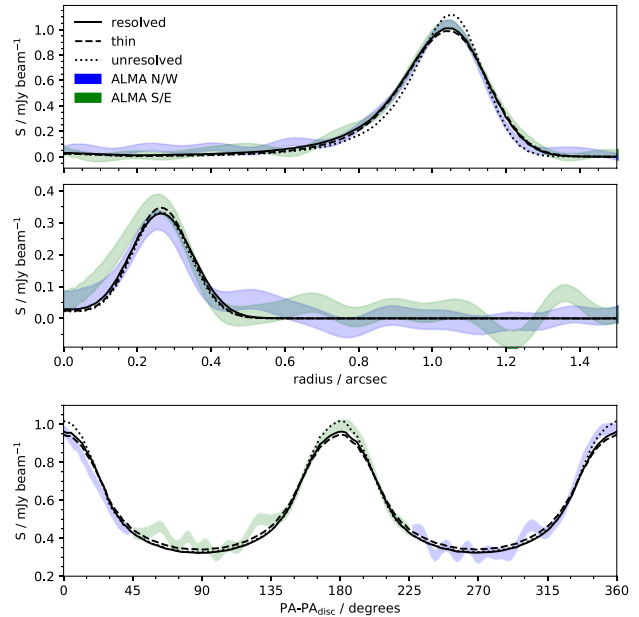 resolved
thin
unresolved
ALMA N/W
ALMA S/E
S / mJy beam⁻¹
1.0
0.8
0.6
0.4
0.2
0.0
S / mJy beam⁻¹
0.4
0.3
0.2
0.1
0.0
0.0 0.2 0.4 0.6 0.8 1.0 1.2 1.4
radius / arcsec
S / mJy beam⁻¹
1.0
0.8
0.6
0.4
0.2
0 45 90 135 180 225 270 315 360
PA-PA_disc / degrees